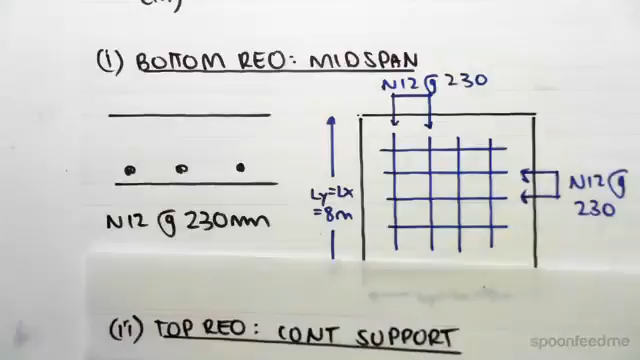 (i) BOTTOM REO: MIDSPAN
N12 @ 230
Ly=Lx
=8m
N12 @
230
N12 @ 230mm
(ii) TOP REO: CONT SUPPORT
spoonfeedme